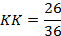 KK = 26/36